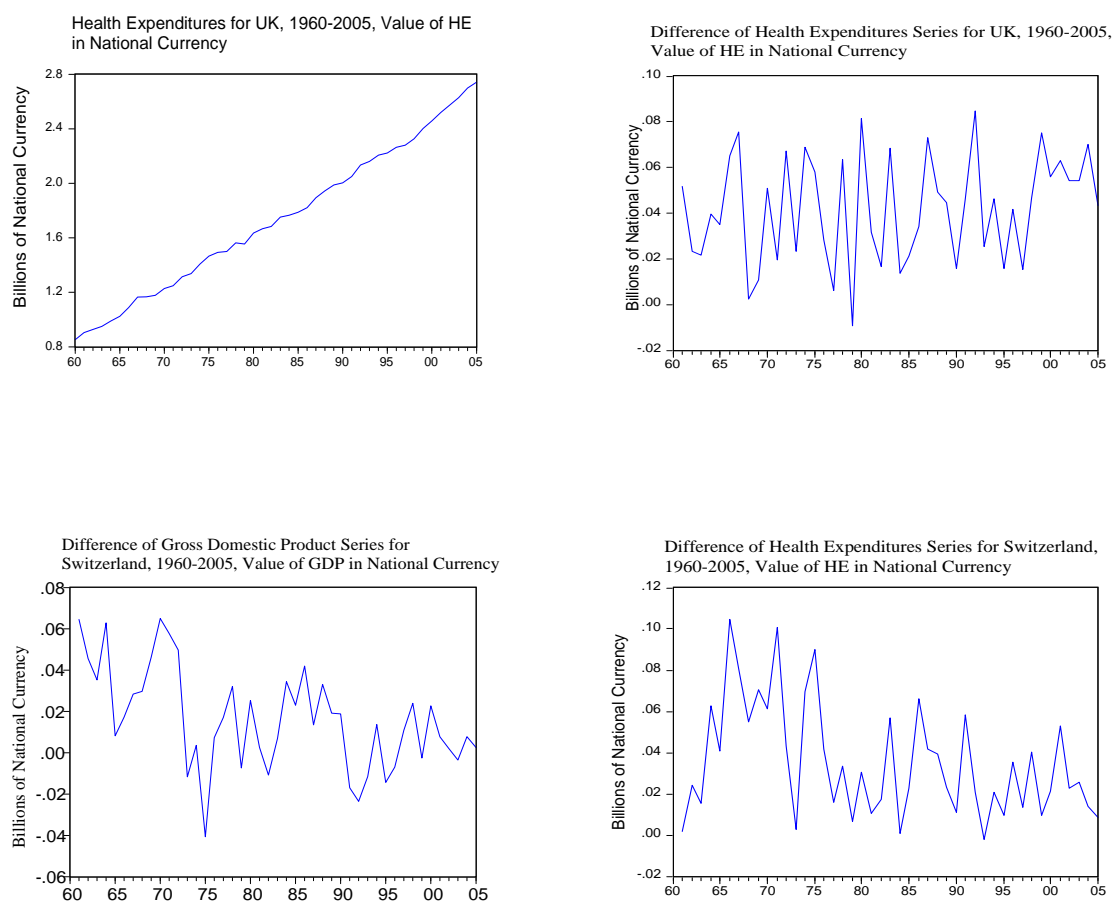 Health Expenditures for UK, 1960-2005, Value of HE
in National Currency
Billions of National Currency
2.8
2.4
2.0
1.6
1.2
0.8
60 65 70 75 80 85 90 95 00 05
Difference of Health Expenditures Series for UK, 1960-2005,
Value of HE in National Currency
Billions of National Currency
.10
.08
.06
.04
.02
.00
-.02
60 65 70 75 80 85 90 95 00 05
Difference of Gross Domestic Product Series for
Switzerland, 1960-2005, Value of GDP in National Currency
Billions of National Currency
.08
.06
.04
.02
.00
-.02
-.04
-.06
60 65 70 75 80 85 90 95 00 05
Difference of Health Expenditures Series for Switzerland,
1960-2005, Value of HE in National Currency
Billions of National Currency
.12
.10
.08
.06
.04
.02
.00
-.02
60 65 70 75 80 85 90 95 00 05